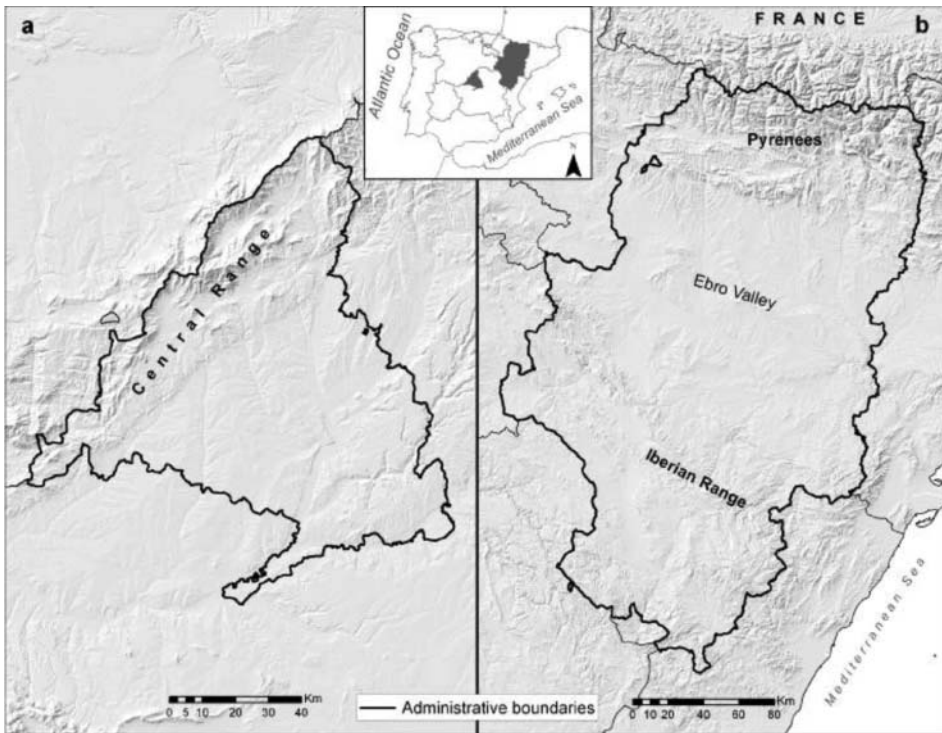 a
Atlantic Ocean
Mediterranean Sea
N
Central Range
Km
0 5 10 20 30 40
FRANCE
b
Pyrenees
Ebro Valley
Iberian Range
Mediterranean Sea
Km
0 10 20 40 60 80
Administrative boundaries